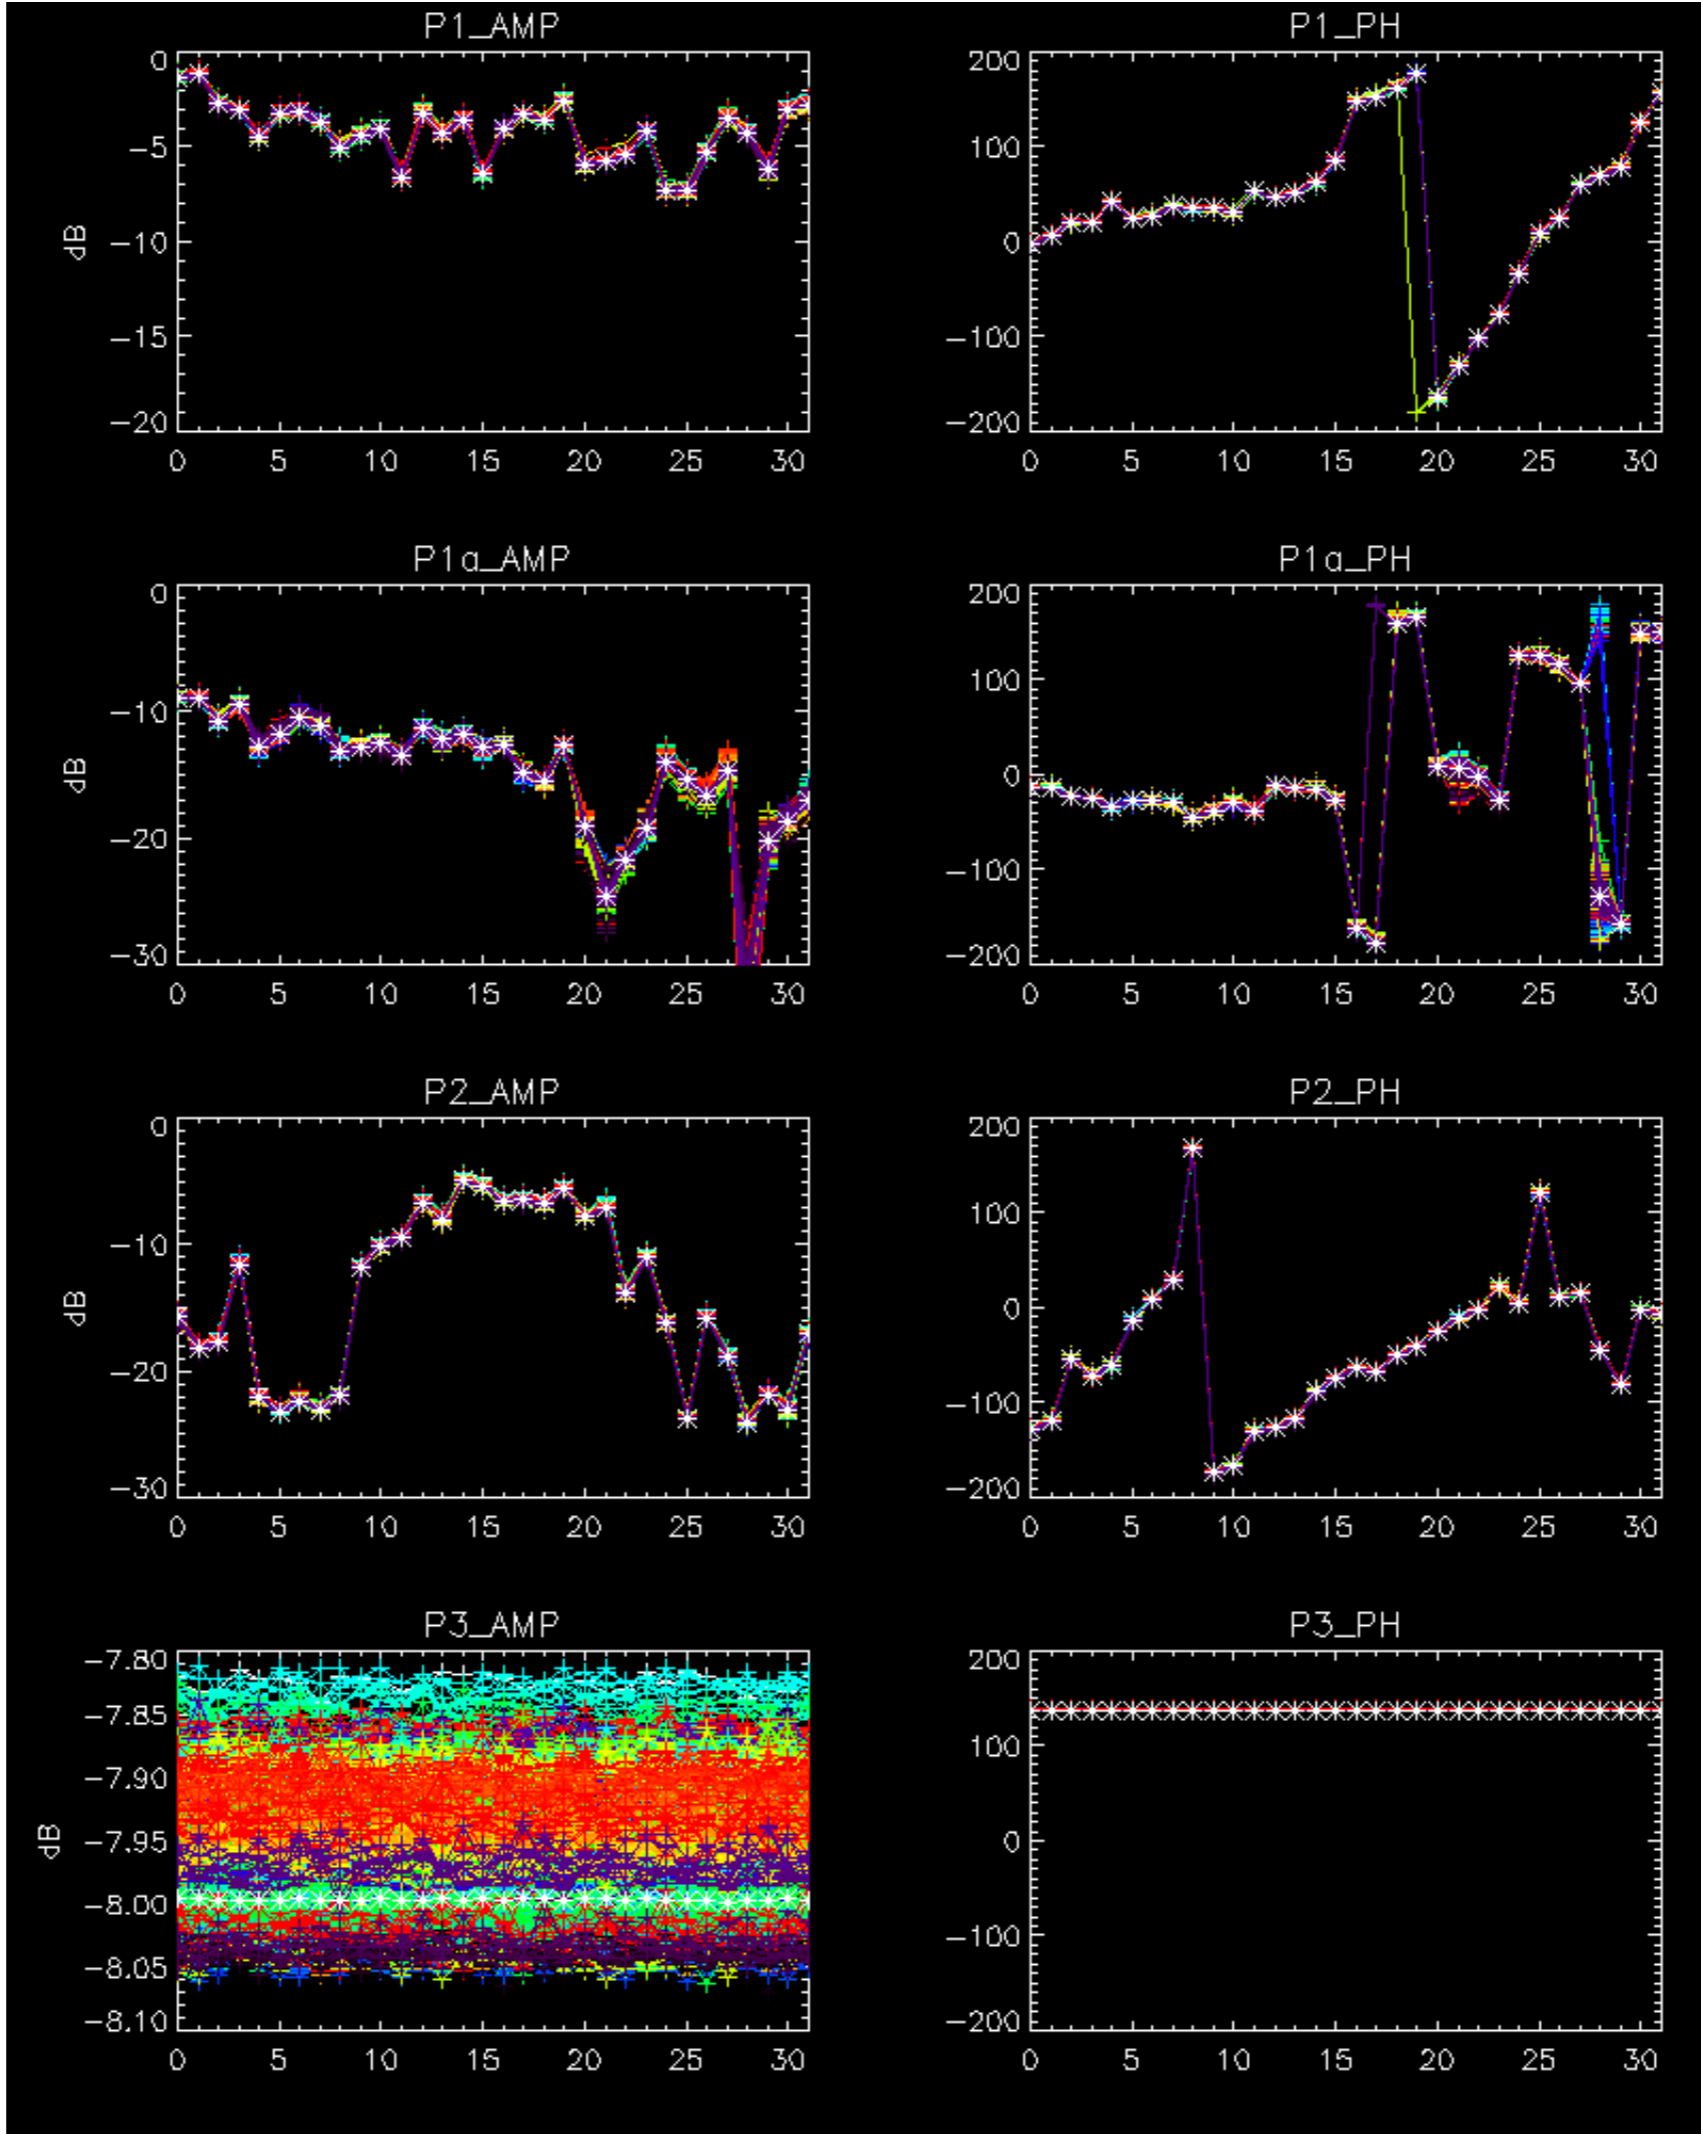 P1_AMP P1_PH
0 200
−5 100
dB −10 0
−15 −100
−20 −200
0 5 10 15 20 25 30 0 5 10 15 20 25 30
P1a_AMP P1a_PH
0 200
−10 100
dB 0
−20 −100
−30 −200
0 5 10 15 20 25 30 0 5 10 15 20 25 30
P2_AMP P2_PH
0 200
−10 100
dB 0
−20 −100
−30 −200
0 5 10 15 20 25 30 0 5 10 15 20 25 30
P3_AMP P3_PH
−7.80 200
−7.85
−7.90 100
dB −7.95 0
−8.00 −100
−8.05
−8.10 −200
0 5 10 15 20 25 30 0 5 10 15 20 25 30